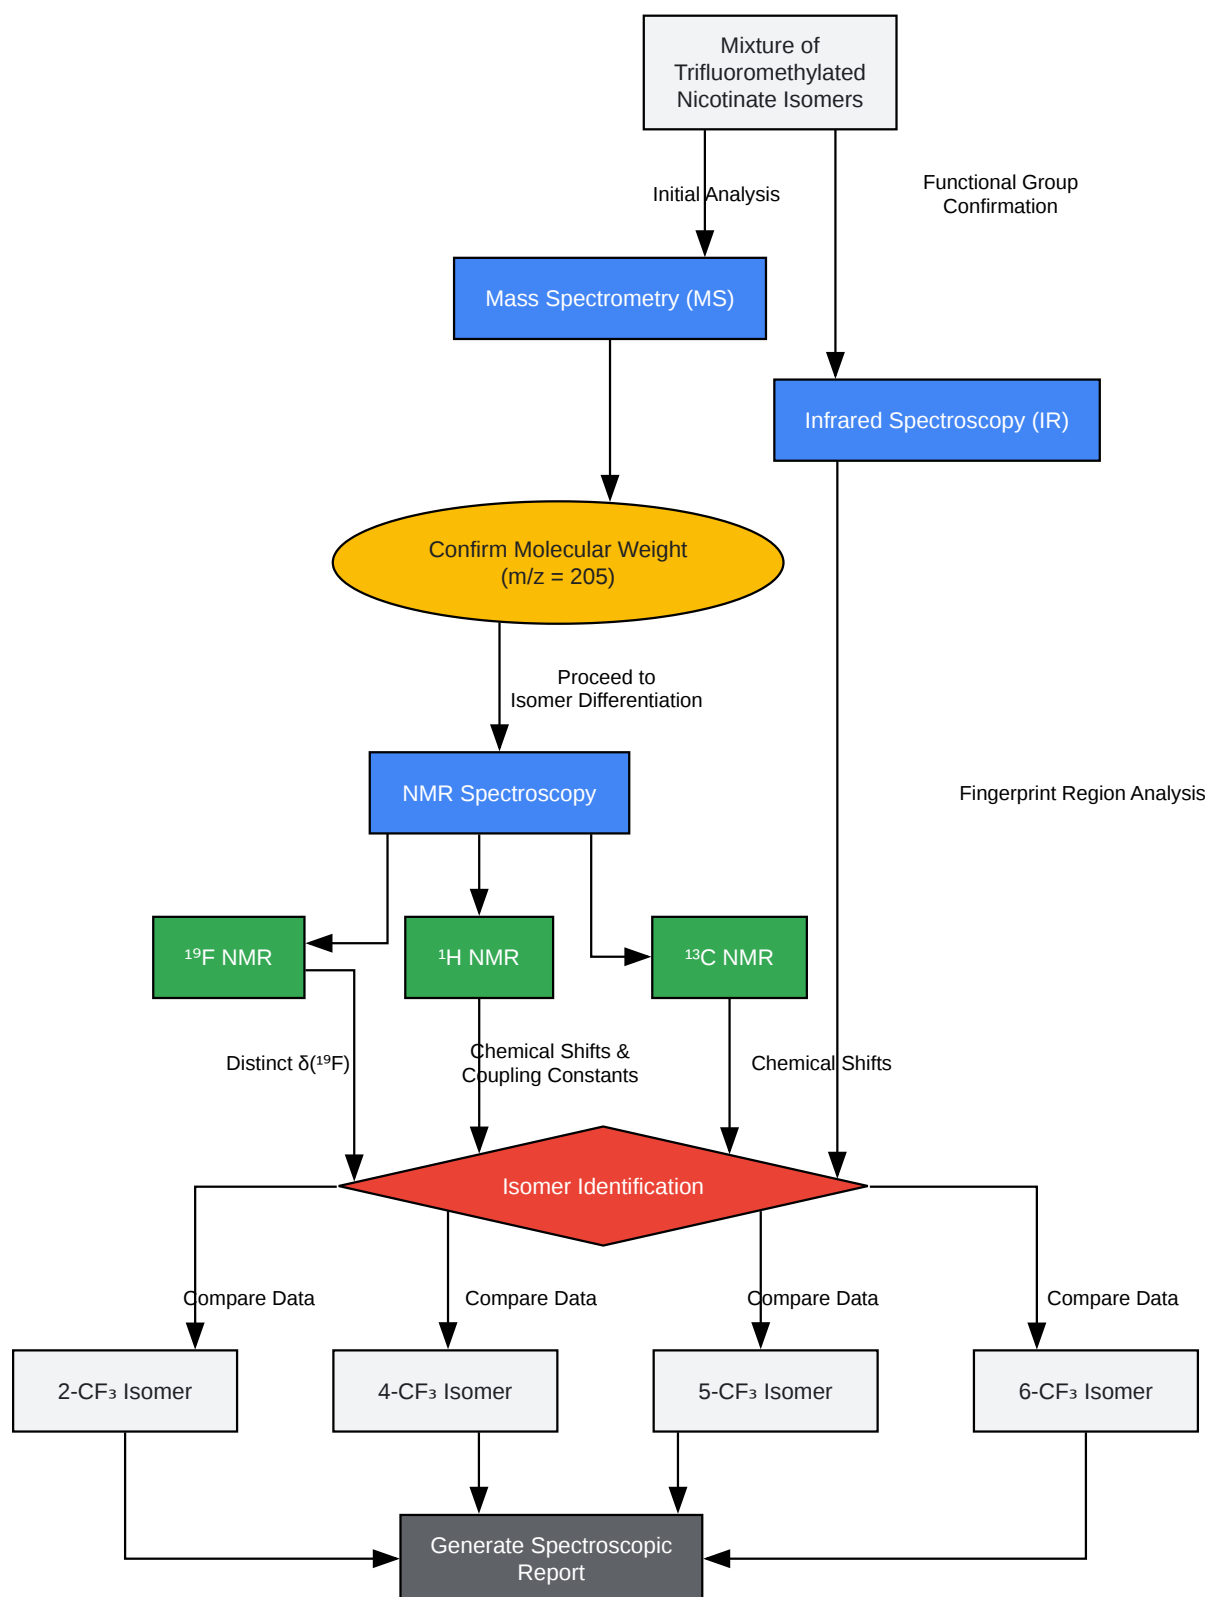 Mixture of
Trifluoromethylated
Nicotinate Isomers
Initial Analysis
Functional Group
Confirmation
Mass Spectrometry (MS)
Infrared Spectroscopy (IR)
Confirm Molecular Weight
(m/z = 205)
Proceed to
Isomer Differentiation
NMR Spectroscopy
Fingerprint Region Analysis
¹⁹F NMR
¹H NMR
¹³C NMR
Distinct δ(¹⁹F)
Chemical Shifts &
Coupling Constants
Chemical Shifts
Isomer Identification
Compare Data
Compare Data
Compare Data
Compare Data
2-CF₃ Isomer
4-CF₃ Isomer
5-CF₃ Isomer
6-CF₃ Isomer
Generate Spectroscopic
Report